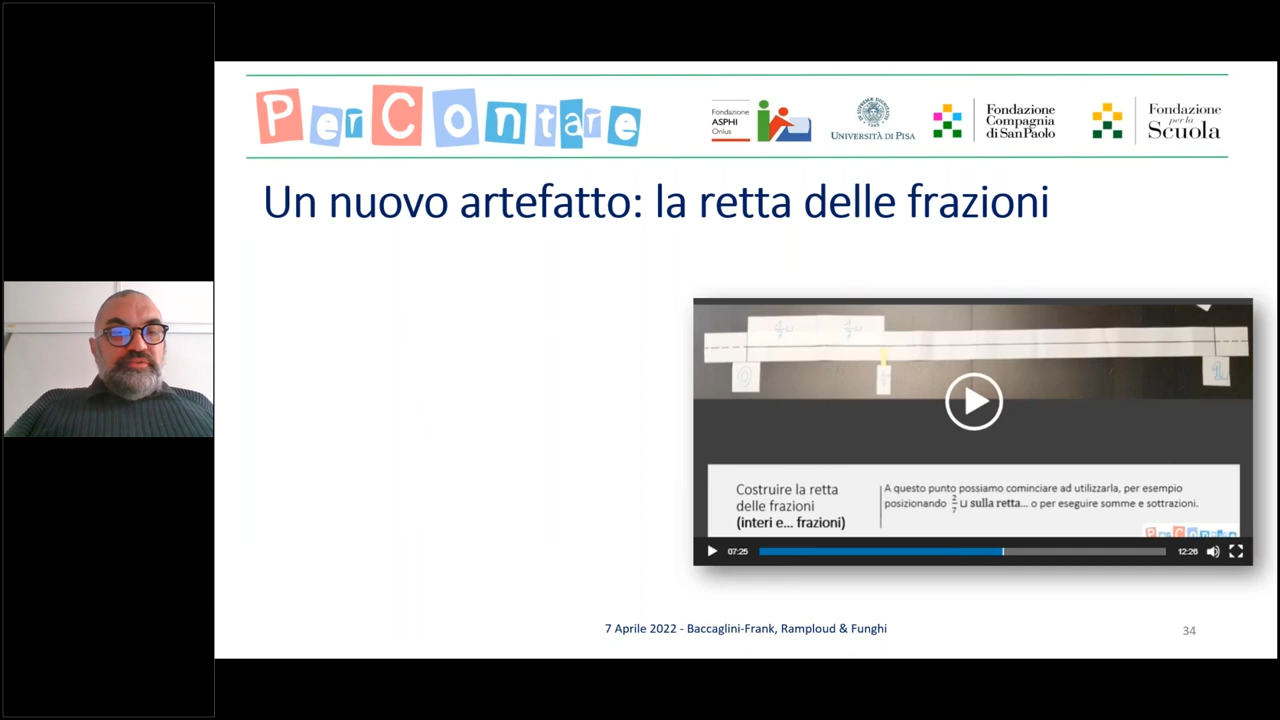 PerContare
Fondazione
ASPHI
Onlus
UNIVERSITÀ DI PISA
Fondazione
Compagnia
di San Paolo
Fondazione
per la
Scuola
Un nuovo artefatto: la retta delle frazioni
0
Costruire la retta
delle frazioni
(interi e... frazioni)
A questo punto possiamo cominciare ad utilizzarla, per esempio
posizionando 2/7 u sulla retta... o per eseguire somme e sottrazioni.
PerContare
07:25
12:26
7 Aprile 2022 - Baccaglini-Frank, Ramploud & Funghi
34